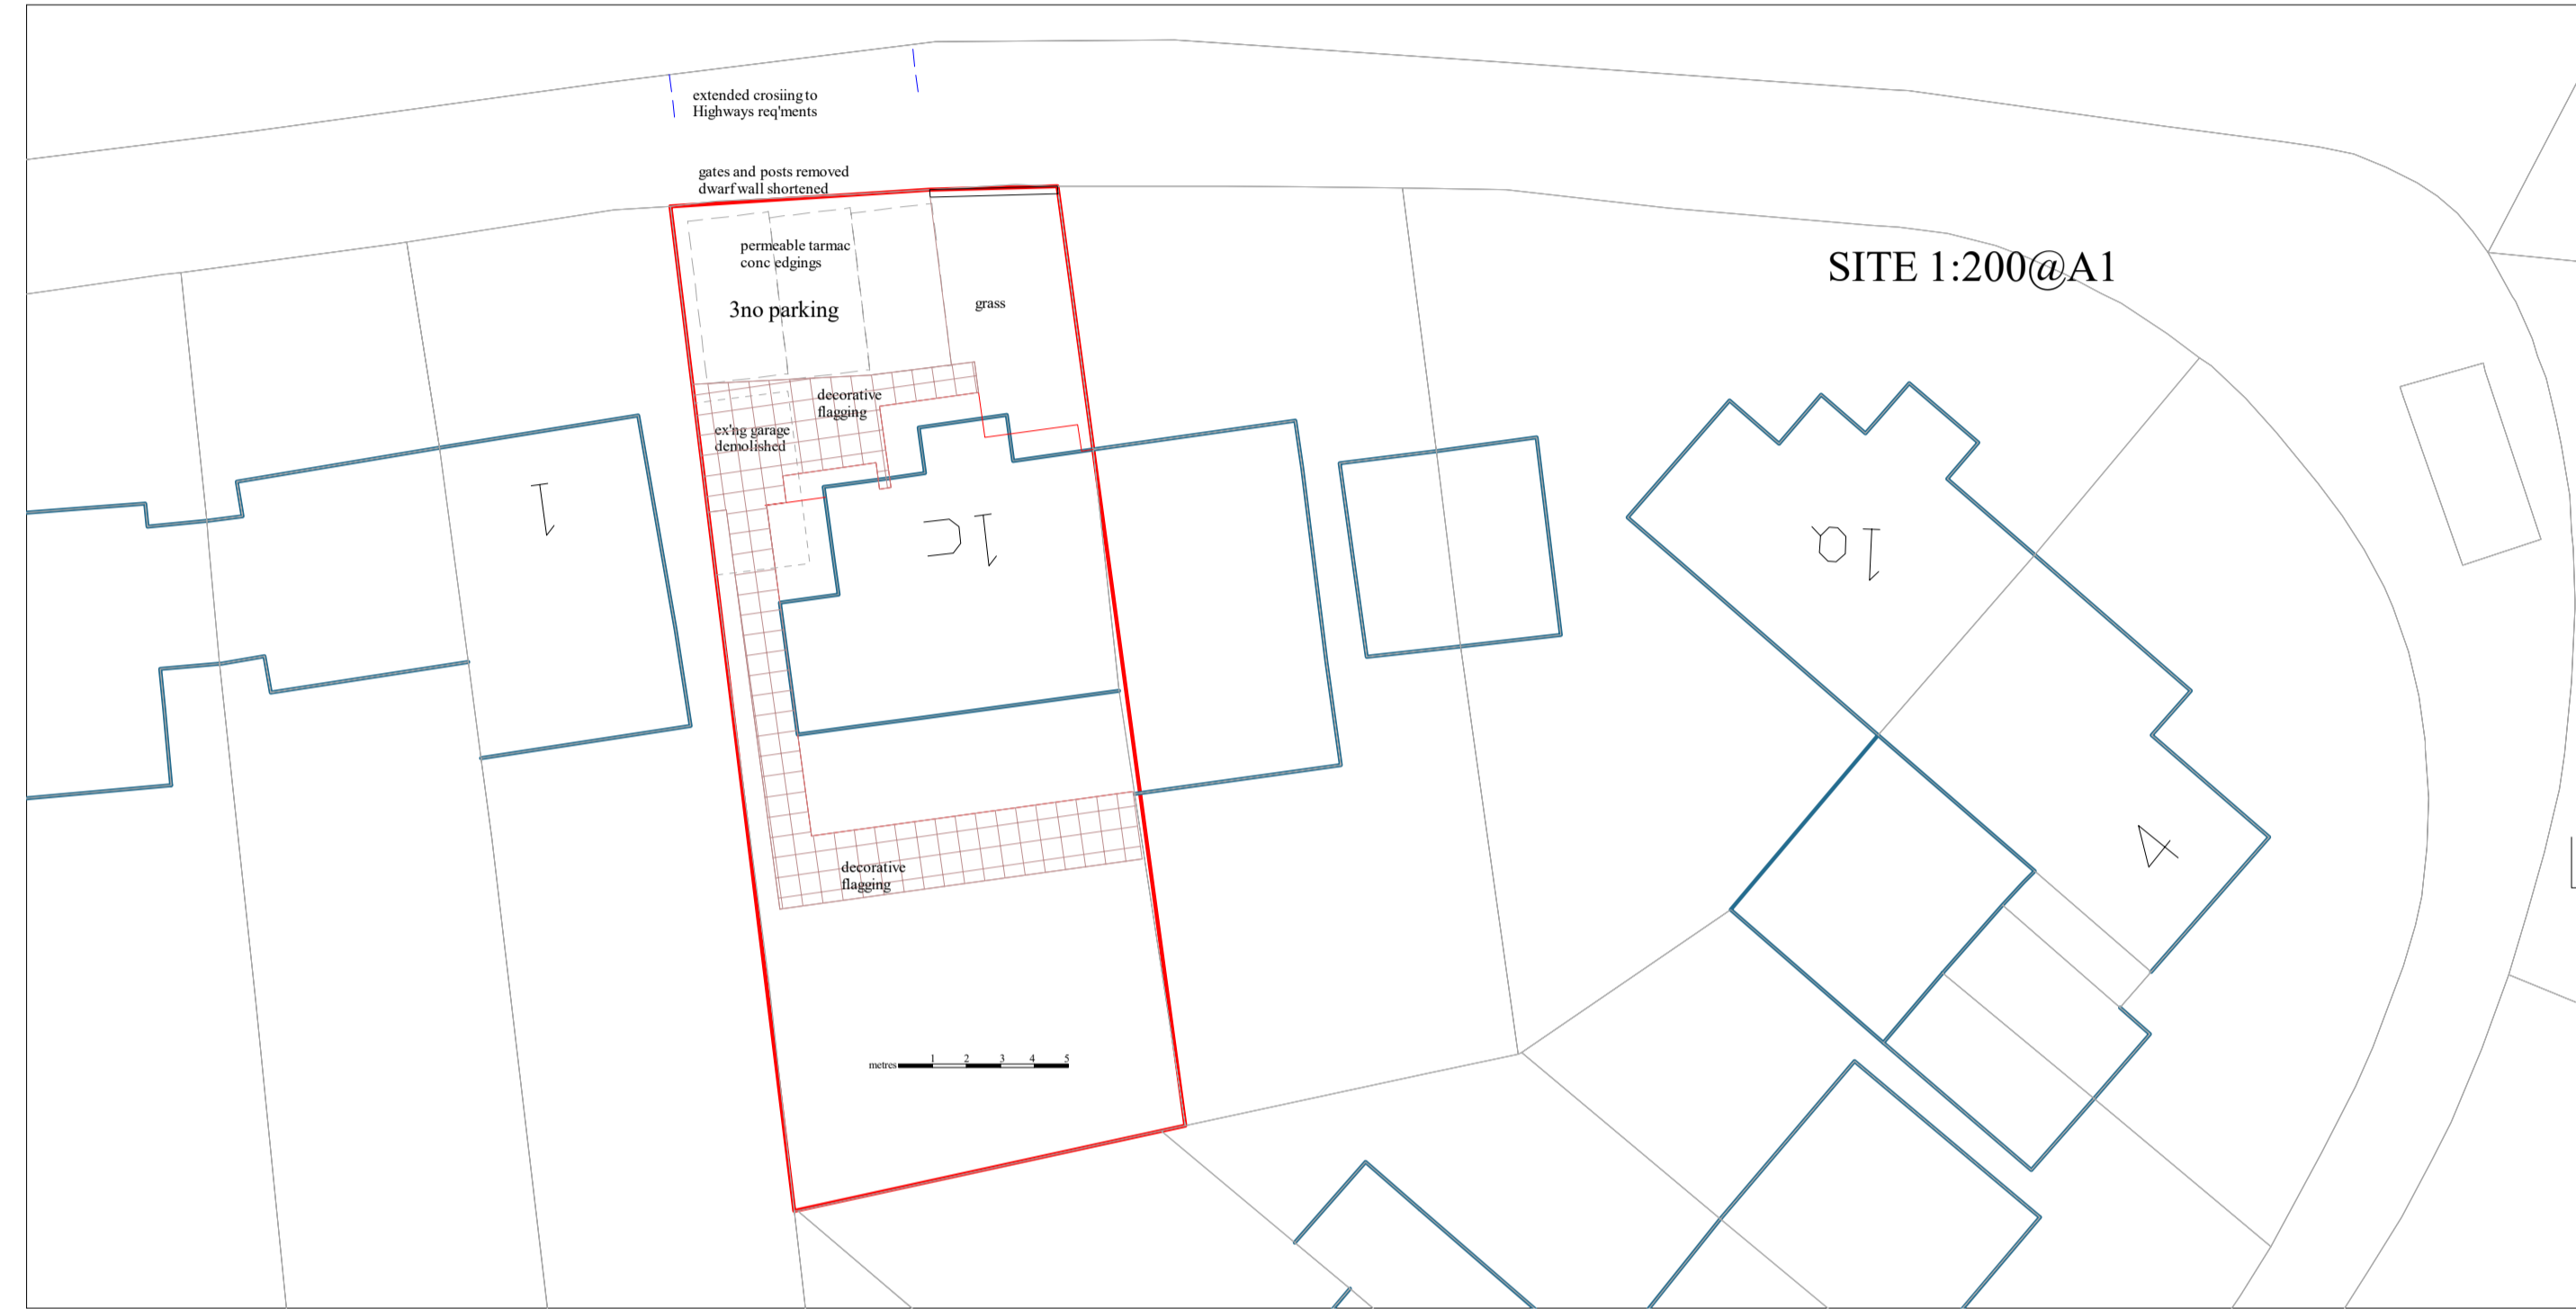 extended crosiing to
Highways req'ments
gates and posts removed
dwarf wall shortened
permeable tarmac
conc edgings
SITE 1:200@A1
3no parking
grass
decorative
flagging
ex'ng garage
demolished
1
4
decorative
flagging
metres 1 2 3 4 5